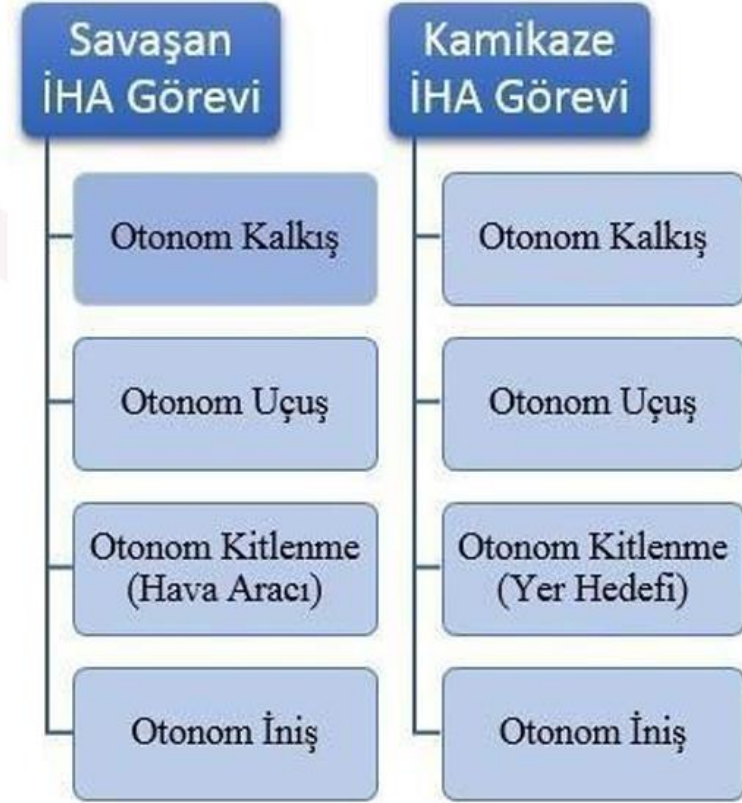 Savaşan
İHA Görevi
Otonom Kalkış
Otonom Uçuş
Otonom Kitlenme
(Hava Aracı)
Otonom İniş
Kamikaze
İHA Görevi
Otonom Kalkış
Otonom Uçuş
Otonom Kitlenme
(Yer Hedefi)
Otonom İniş